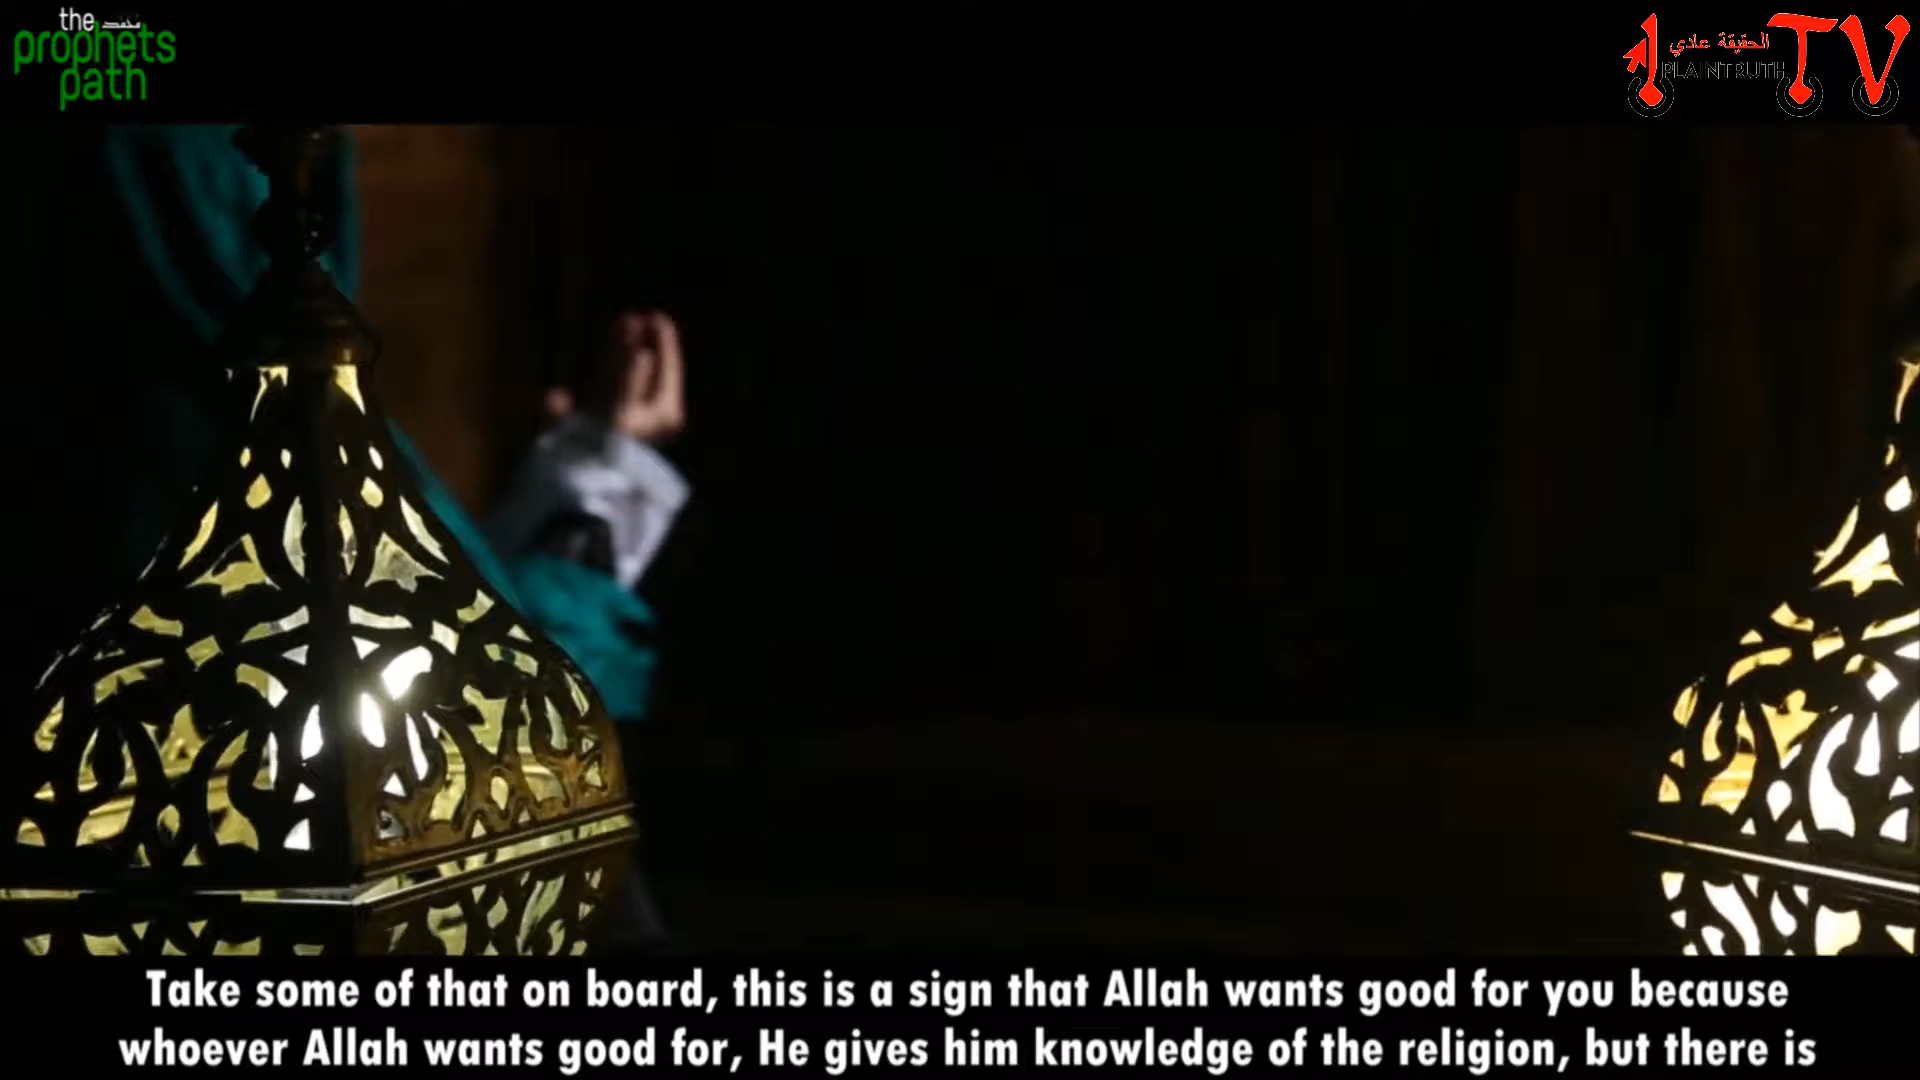 the محمد
prophets
path
الحقيقة عادي
PLAINTRUTH TV
Take some of that on board, this is a sign that Allah wants good for you because
whoever Allah wants good for, He gives him knowledge of the religion, but there is